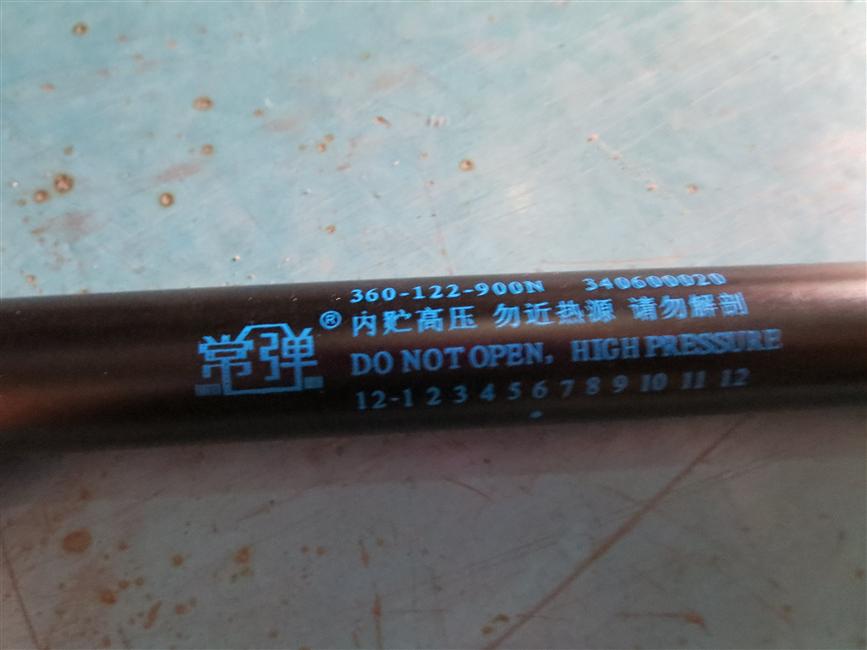 360-122-900N 340600020
常弹®
内贮高压 勿近热源 请勿解剖
DO NOT OPEN, HIGH PRESSURE
12-1 2 3 4 5 6 7 8 9 10 11 12